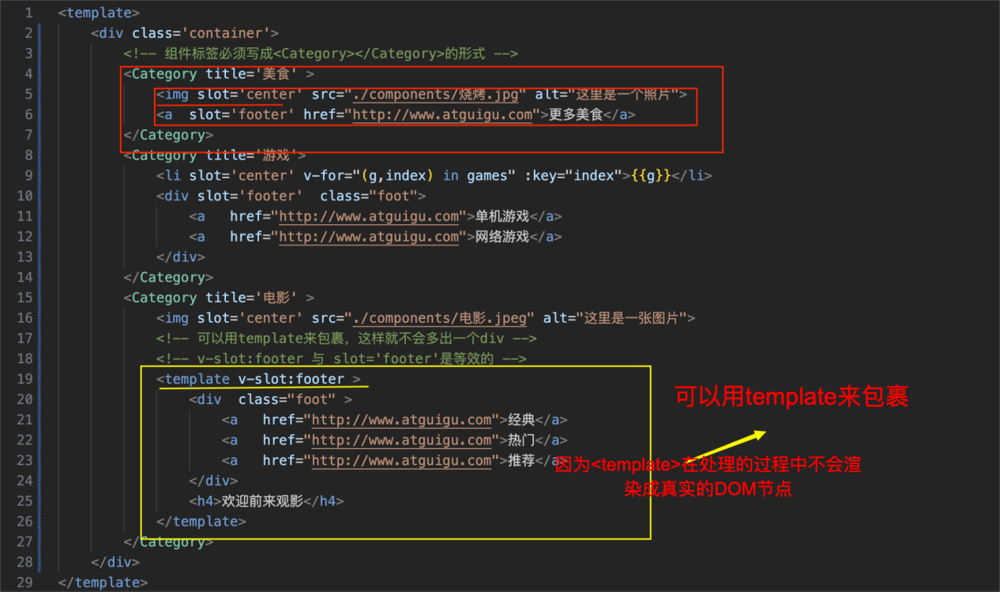 1 <template>
2 <div class='container'>
3 <!-- 组件标签必须写成<Category></Category>的形式 -->
4 <Category title='美食' >
5 <img slot='center' src="./components/烧烤.jpg" alt="这里是一个照片">
6 <a  slot='footer' href="http://www.atguigu.com">更多美食</a>
7 </Category>
8 <Category title='游戏'>
9 <li slot='center' v-for="(g,index) in games" :key="index">{{g}}</li>
10 <div slot='footer'  class="foot">
11 <a   href="http://www.atguigu.com">单机游戏</a>
12 <a   href="http://www.atguigu.com">网络游戏</a>
13 </div>
14 </Category>
15 <Category title='电影' >
16 <img slot='center' src="./components/电影.jpeg" alt="这里是一张图片">
17 <!-- 可以用template来包裹，这样就不会多出一个div -->
18 <!-- v-slot:footer 与 slot='footer'是等效的 -->
19 <template v-slot:footer >
20 <div  class="foot" >
21 <a   href="http://www.atguigu.com">经典</a>
22 <a   href="http://www.atguigu.com">热门</a>
23 <a   href="http://www.atguigu.com">推荐</a>
24 </div>
25 <h4>欢迎前来观影</h4>
26 </template>
27 </Category>
28 </div>
29 </template>
可以用template来包裹
因为<template>在处理的过程中不会渲
染成真实的DOM节点